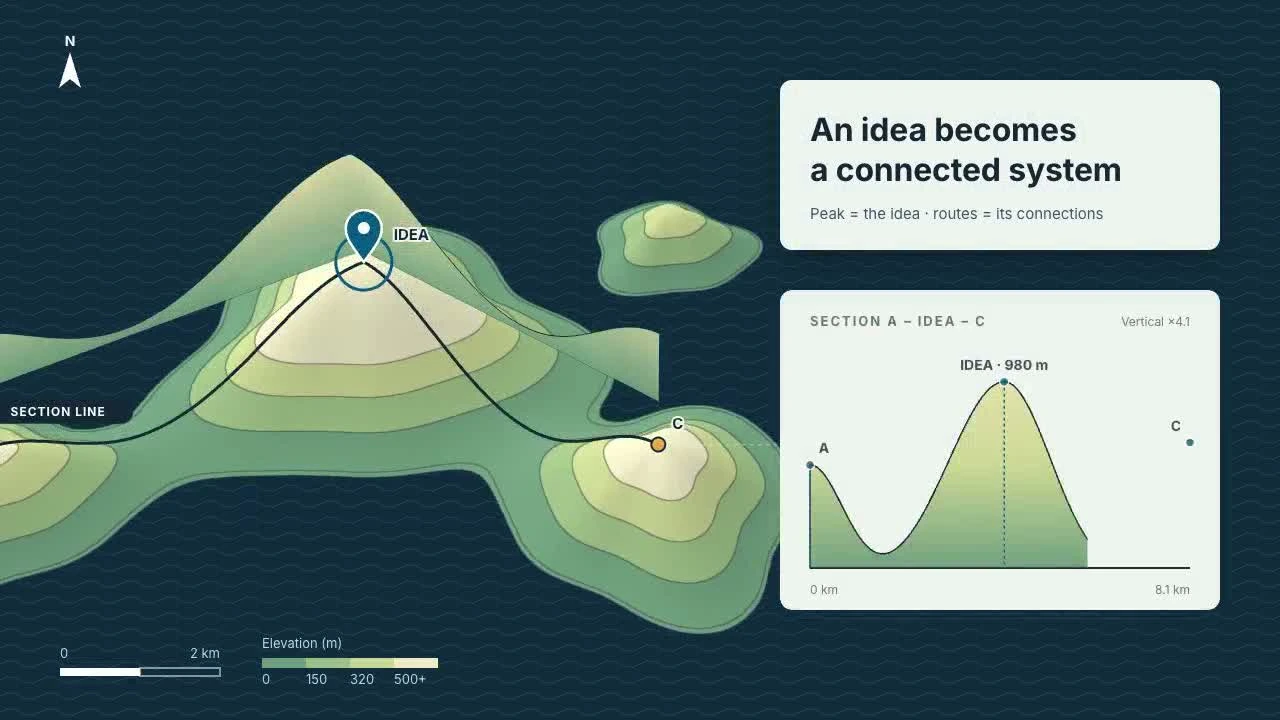 N
An idea becomes
a connected system
Peak = the idea · routes = its connections
IDEA
SECTION LINE
C
SECTION A – IDEA – C
Vertical ×4.1
IDEA · 980 m
A
C
0 km
8.1 km
0
2 km
Elevation (m)
0
150
320
500+